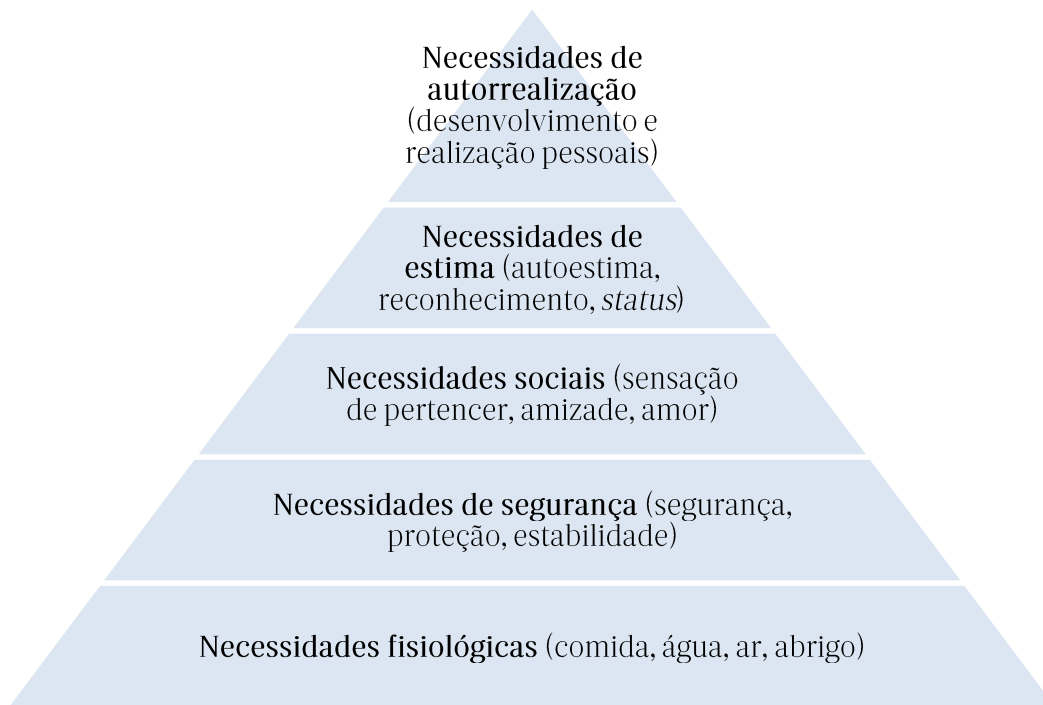 Necessidades de
autorrealização
(desenvolvimento e
realização pessoais)
Necessidades de
estima (autoestima,
reconhecimento, status)
Necessidades sociais (sensação
de pertencer, amizade, amor)
Necessidades de segurança (segurança,
proteção, estabilidade)
Necessidades fisiológicas (comida, água, ar, abrigo)